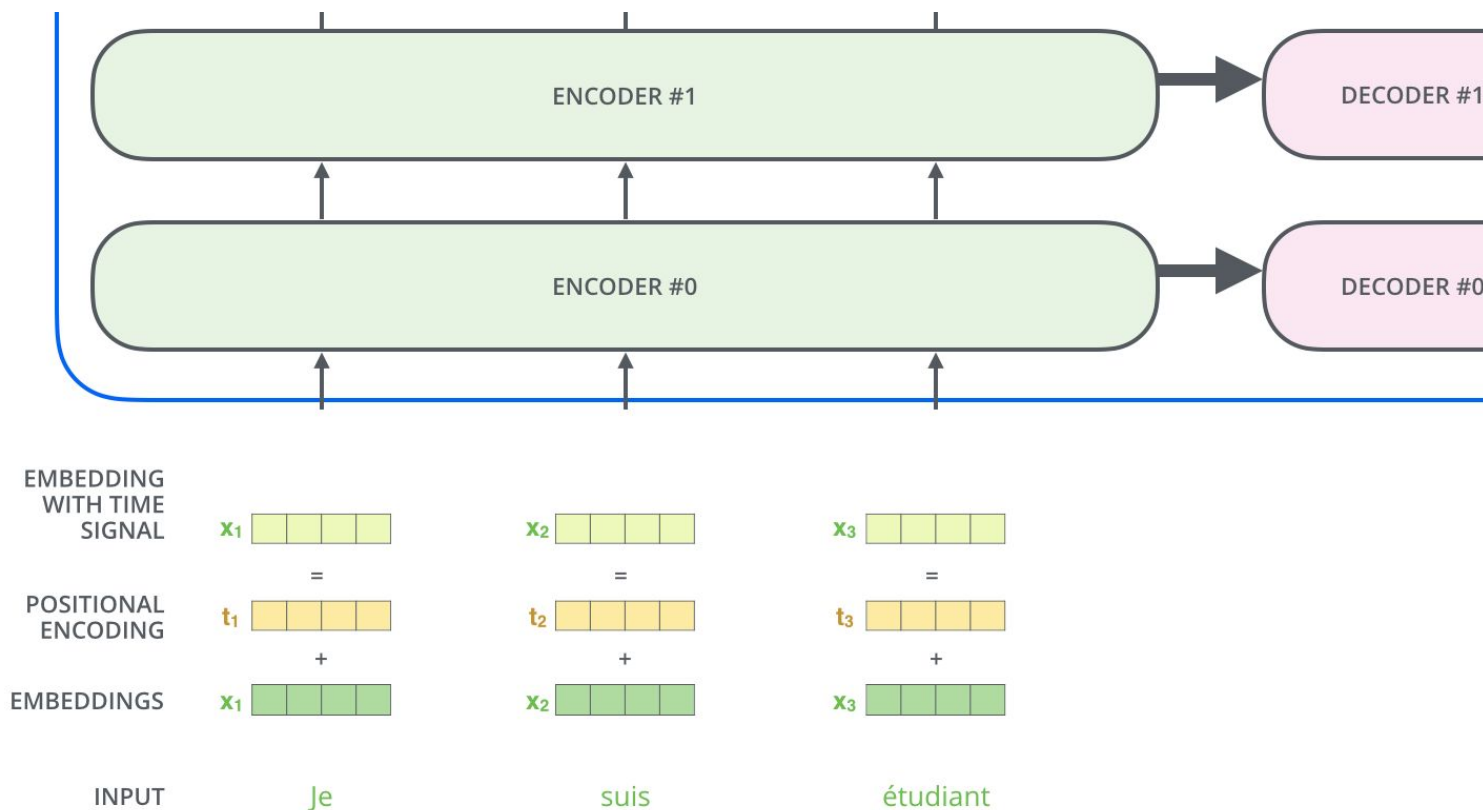 ENCODER #1
DECODER #1
ENCODER #0
DECODER #0
EMBEDDING
WITH TIME
SIGNAL
x₁ x₂ x₃
= = =
POSITIONAL
ENCODING
t₁ t₂ t₃
+ + +
EMBEDDINGS x₁ x₂ x₃
INPUT Je suis étudiant